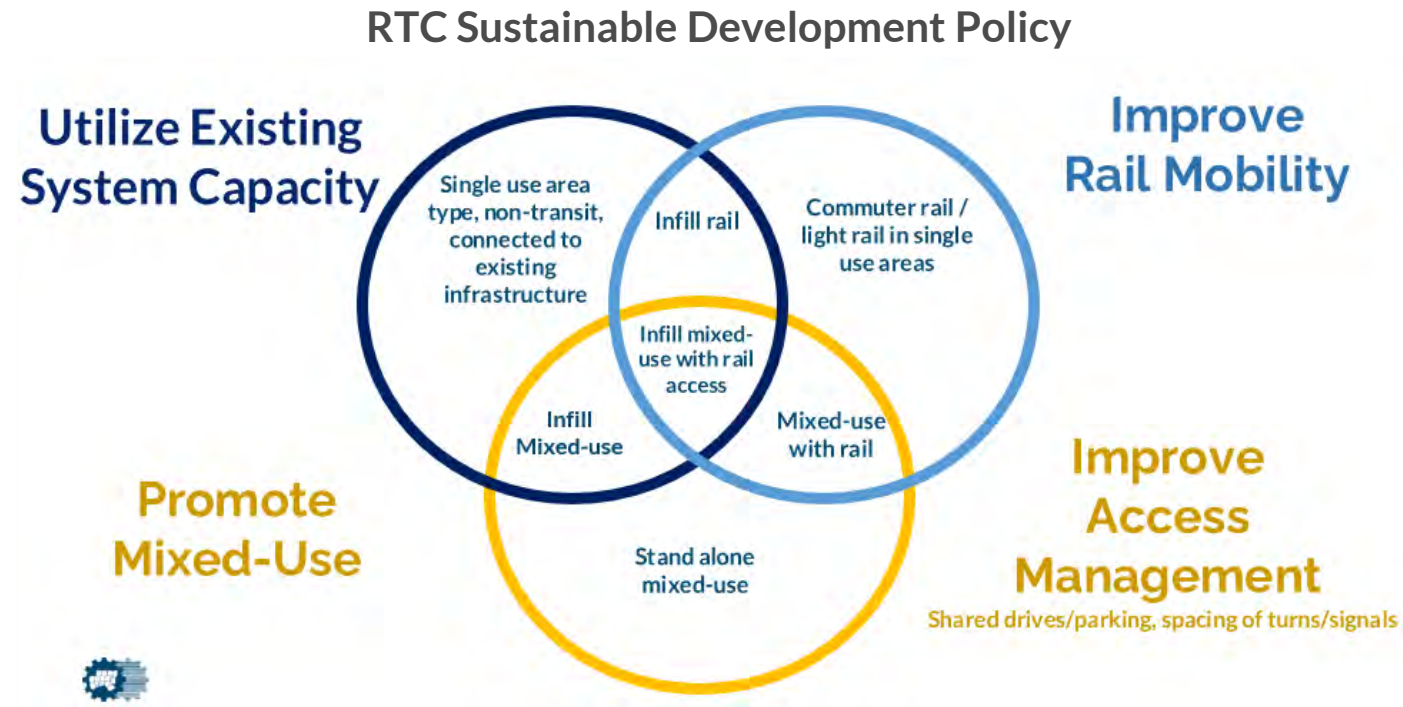 RTC Sustainable Development Policy
Utilize Existing
System Capacity
Improve
Rail Mobility
Single use area
type, non-transit,
connected to
existing
infrastructure
Infill rail
Commuter rail /
light rail in single
use areas
Infill mixed-
use with rail
access
Infill
Mixed-use
Mixed-use
with rail
Promote
Mixed-Use
Improve
Access
Management
Shared drives/parking, spacing of turns/signals
Stand alone
mixed-use